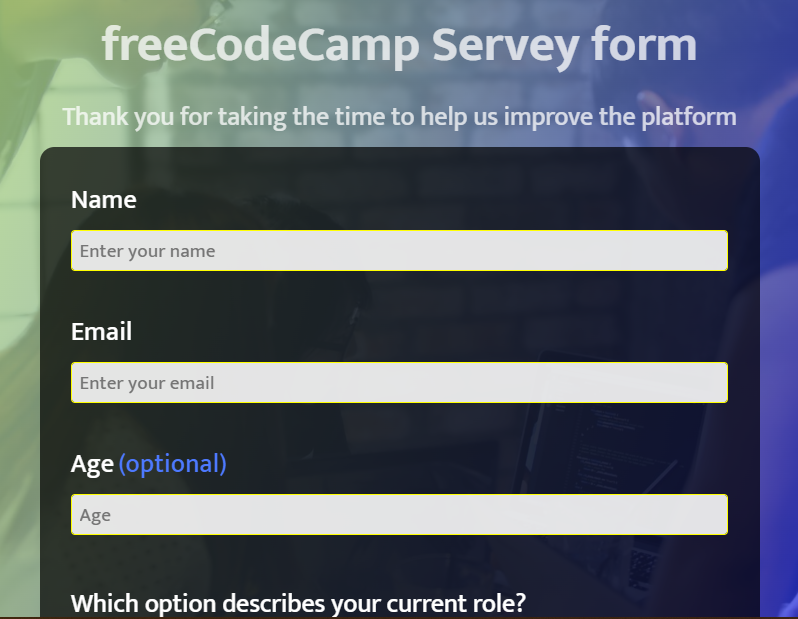 freeCodeCamp Servey form
Thank you for taking the time to help us improve the platform
Name
Enter your name
Email
Enter your email
Age (optional)
Age
Which option describes your current role?